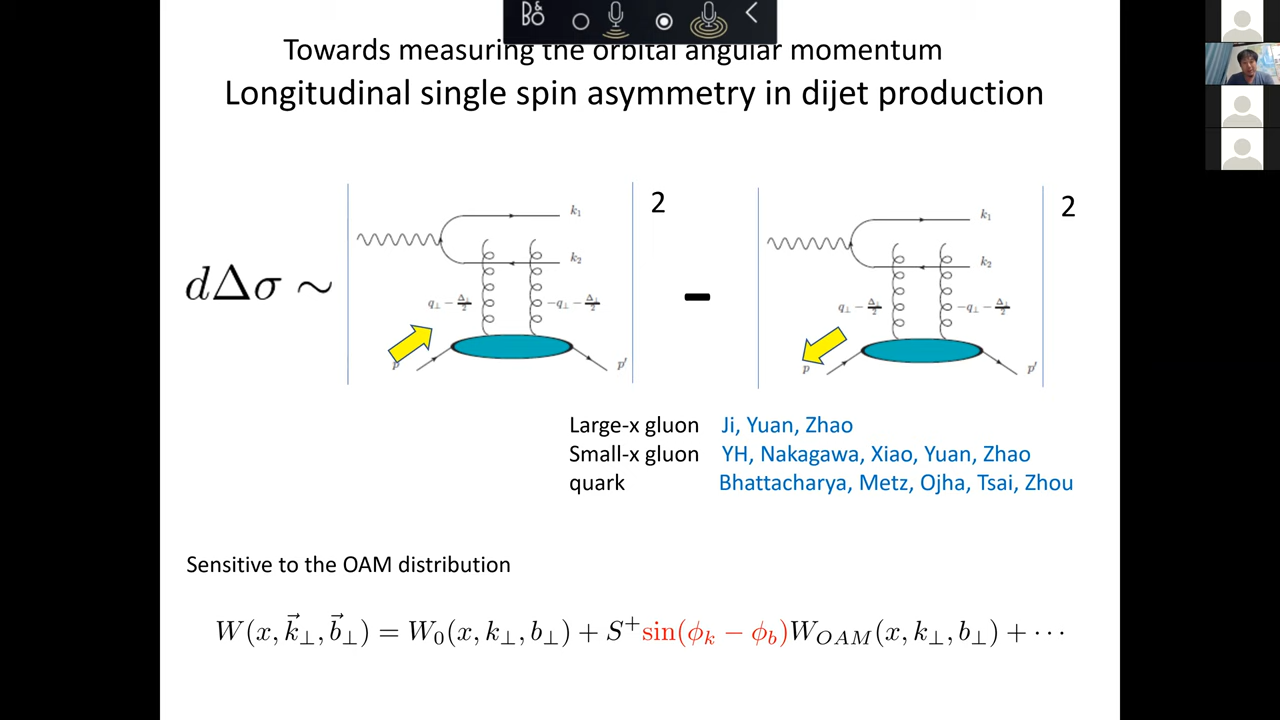 B&O
Towards measuring the orbital angular momentum
Longitudinal single spin asymmetry in dijet production
dΔσ ∼
2
-
2
k₁
k₂
q⊥ − Δ⊥/2
−q⊥ − Δ⊥/2
p
p′
k₁
k₂
q⊥ − Δ⊥/2
−q⊥ − Δ⊥/2
p
p′
Large-x gluon Ji, Yuan, Zhao
Small-x gluon YH, Nakagawa, Xiao, Yuan, Zhao
quark Bhattacharya, Metz, Ojha, Tsai, Zhou
Sensitive to the OAM distribution
W(x, k⃗⊥, b⃗⊥) = W₀(x, k⊥, b⊥) + S⁺sin(ϕₖ − ϕ_b)W_OAM(x, k⊥, b⊥) + ⋯